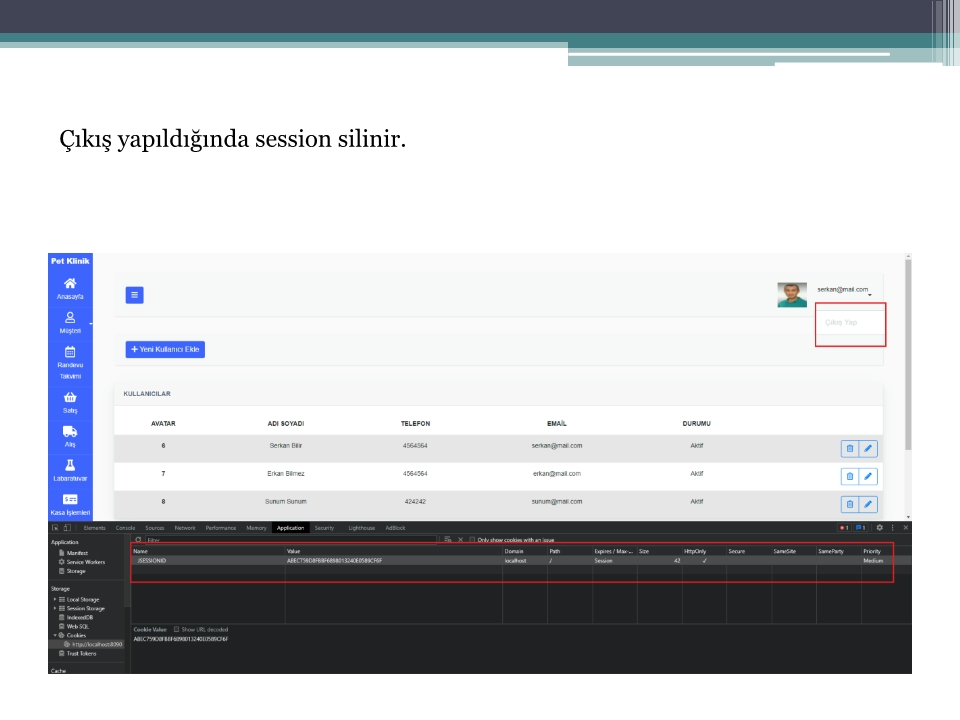 Çıkış yapıldığında session silinir.
Pet Klinik
Anasayfa
Müşteri
Randevu
Takvimi
Satış
Alış
Labaratuvar
Kasa İşlemleri
serkan@mail.com
Çıkış Yap
Yeni Kullanıcı Ekle
KULLANICILAR
AVATAR ADI SOYADI TELEFON EMAİL DURUMU
6 Serkan Bilir 4564564 serkan@mail.com Aktif
7 Erkan Bilmez 4564564 erkan@mail.com Aktif
8 Sunum Sunum 424242 sunum@mail.com Aktif
Elements Console Sources Network Performance Memory Application Security Lighthouse AdBlock 1 1
Application
Manifest
Service Workers
Storage
Storage
Local Storage
Session Storage
IndexedDB
Web SQL
Cookies
http://localhost:8090
Trust Tokens
Cache
Filter Only show cookies with an issue
Name Value Domain Path Expires / Max-... Size HttpOnly Secure SameSite SameParty Priority
JSESSIONID localhost / Session 42 ✓ Medium
Cookie Value Show URL decoded